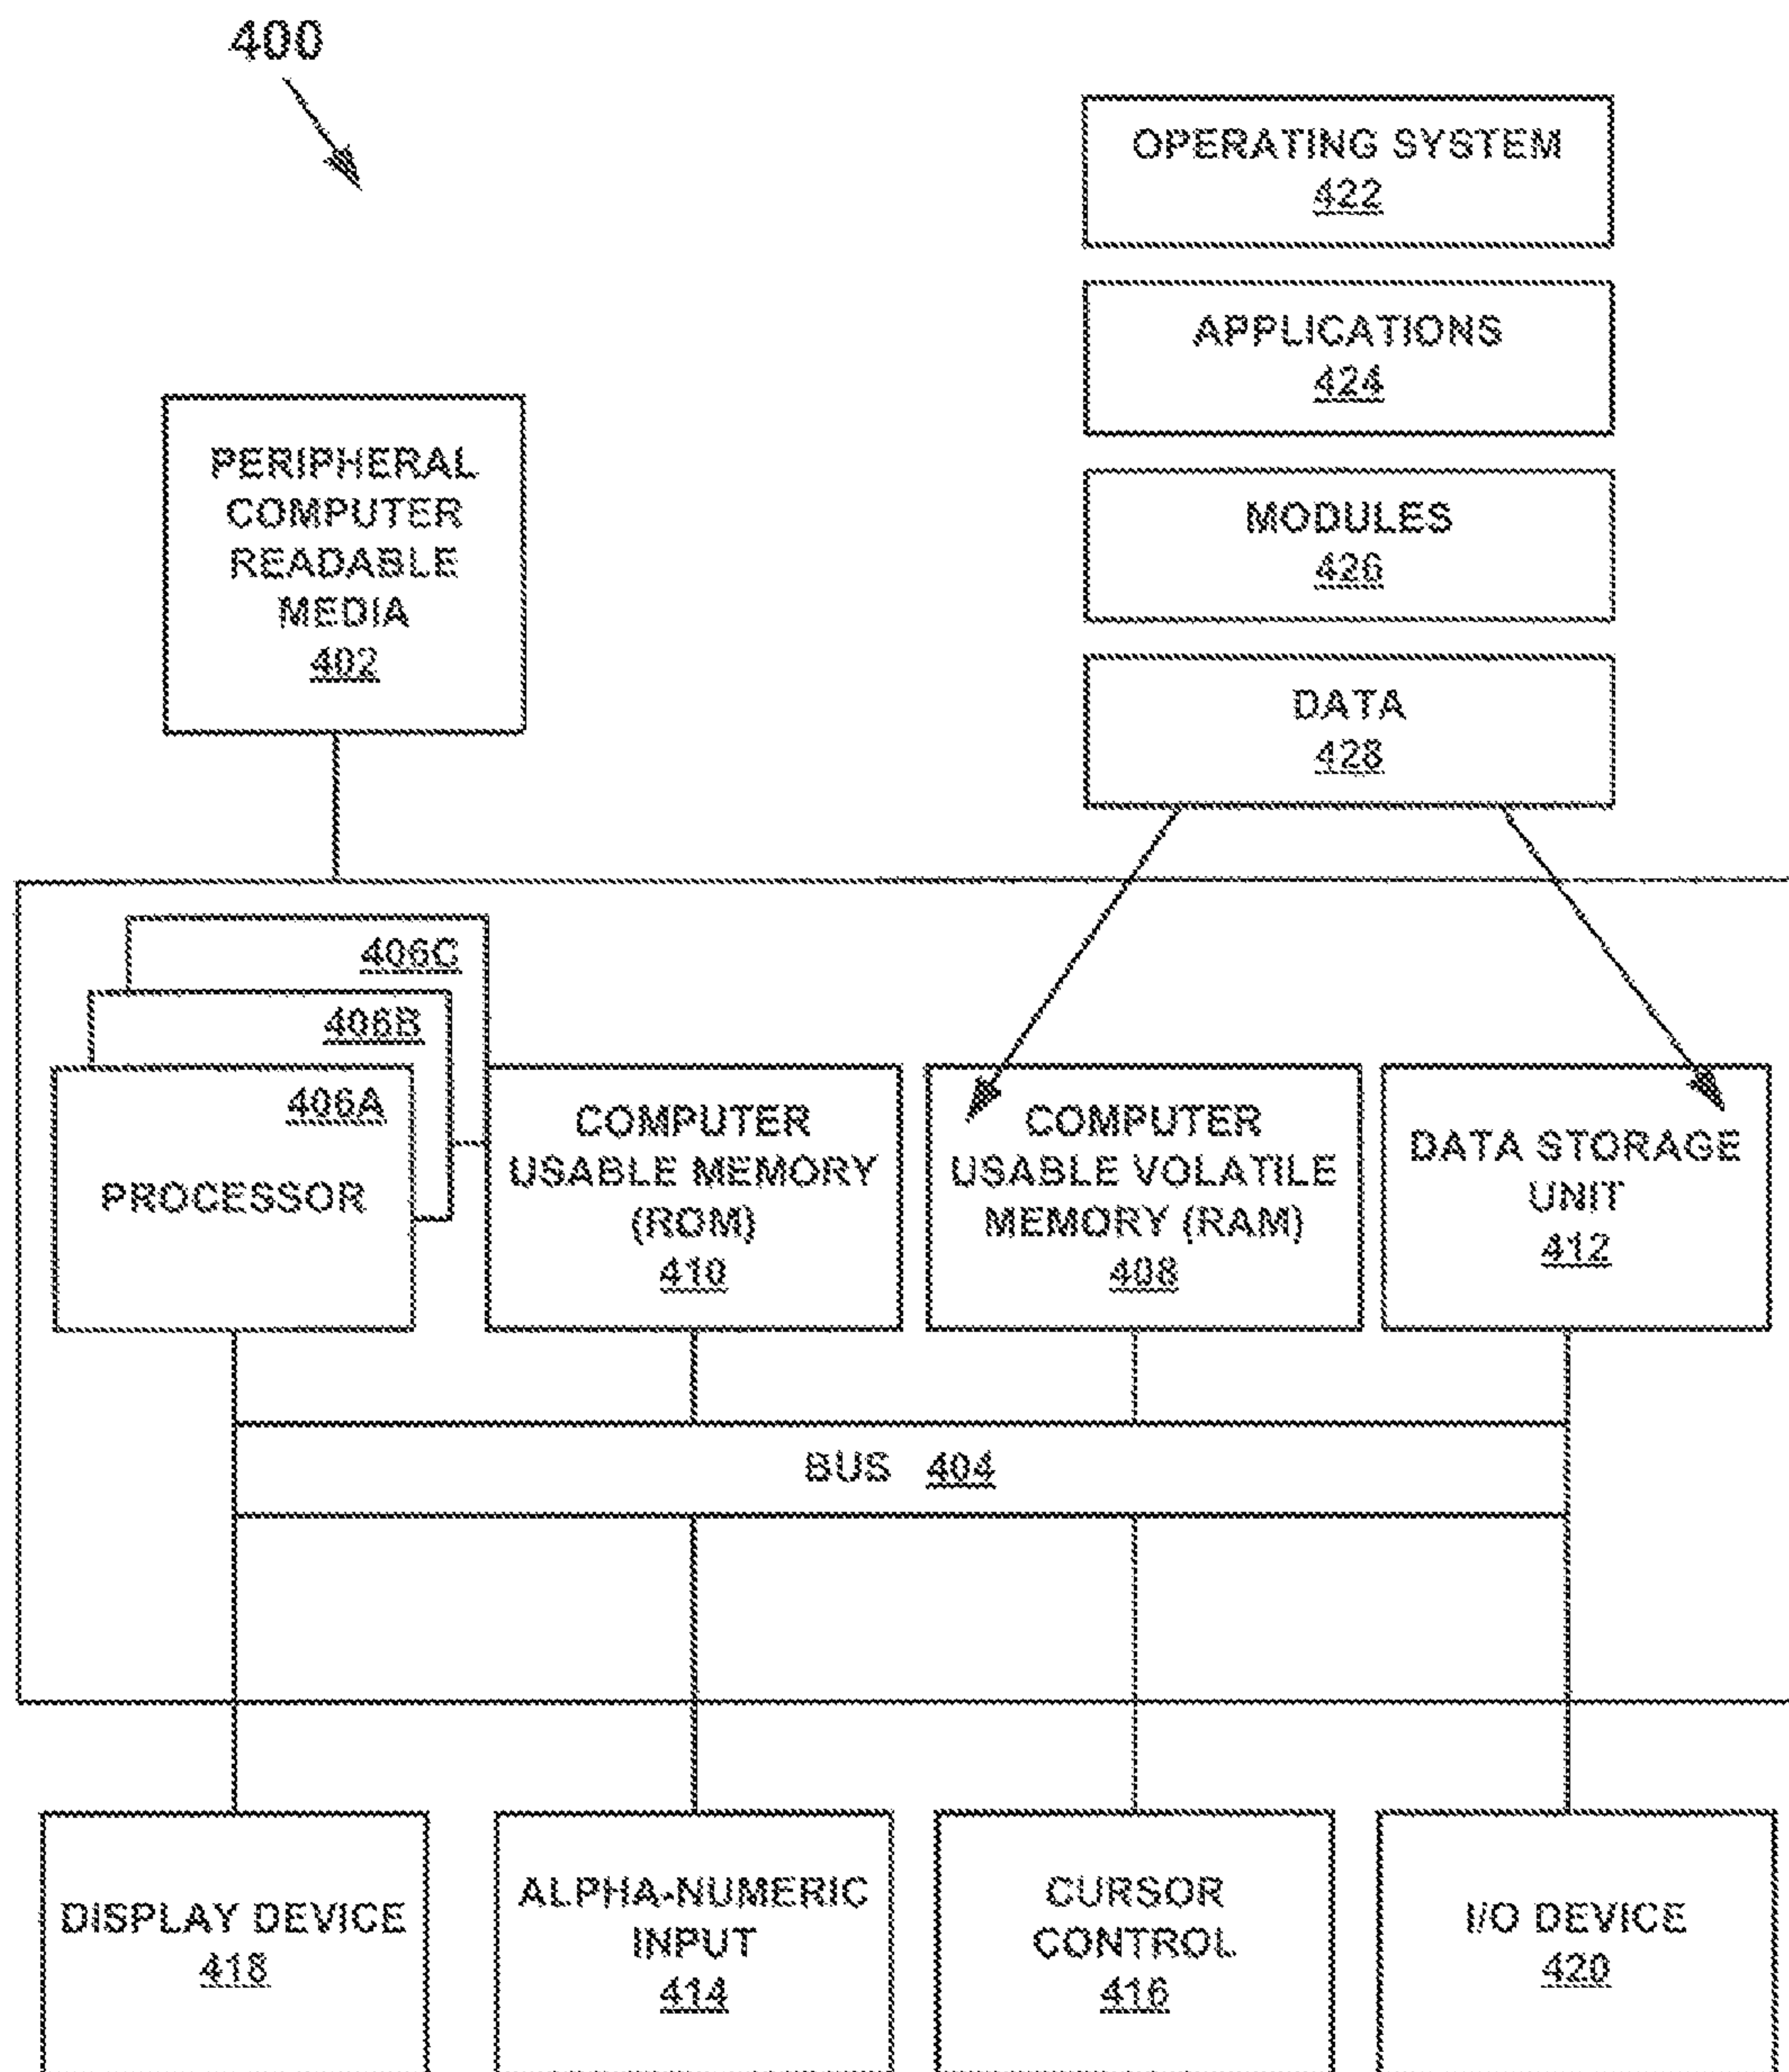 400
OPERATING SYSTEM
422
APPLICATIONS
424
PERIPHERAL
COMPUTER
READABLE
MEDIA
402
MODULES
426
DATA
428
406C
406B
406A
PROCESSOR
COMPUTER
USABLE MEMORY
(ROM)
410
COMPUTER
USABLE VOLATILE
MEMORY (RAM)
408
DATA STORAGE
UNIT
412
BUS 404
DISPLAY DEVICE
418
ALPHA-NUMERIC
INPUT
414
CURSOR
CONTROL
416
I/O DEVICE
420